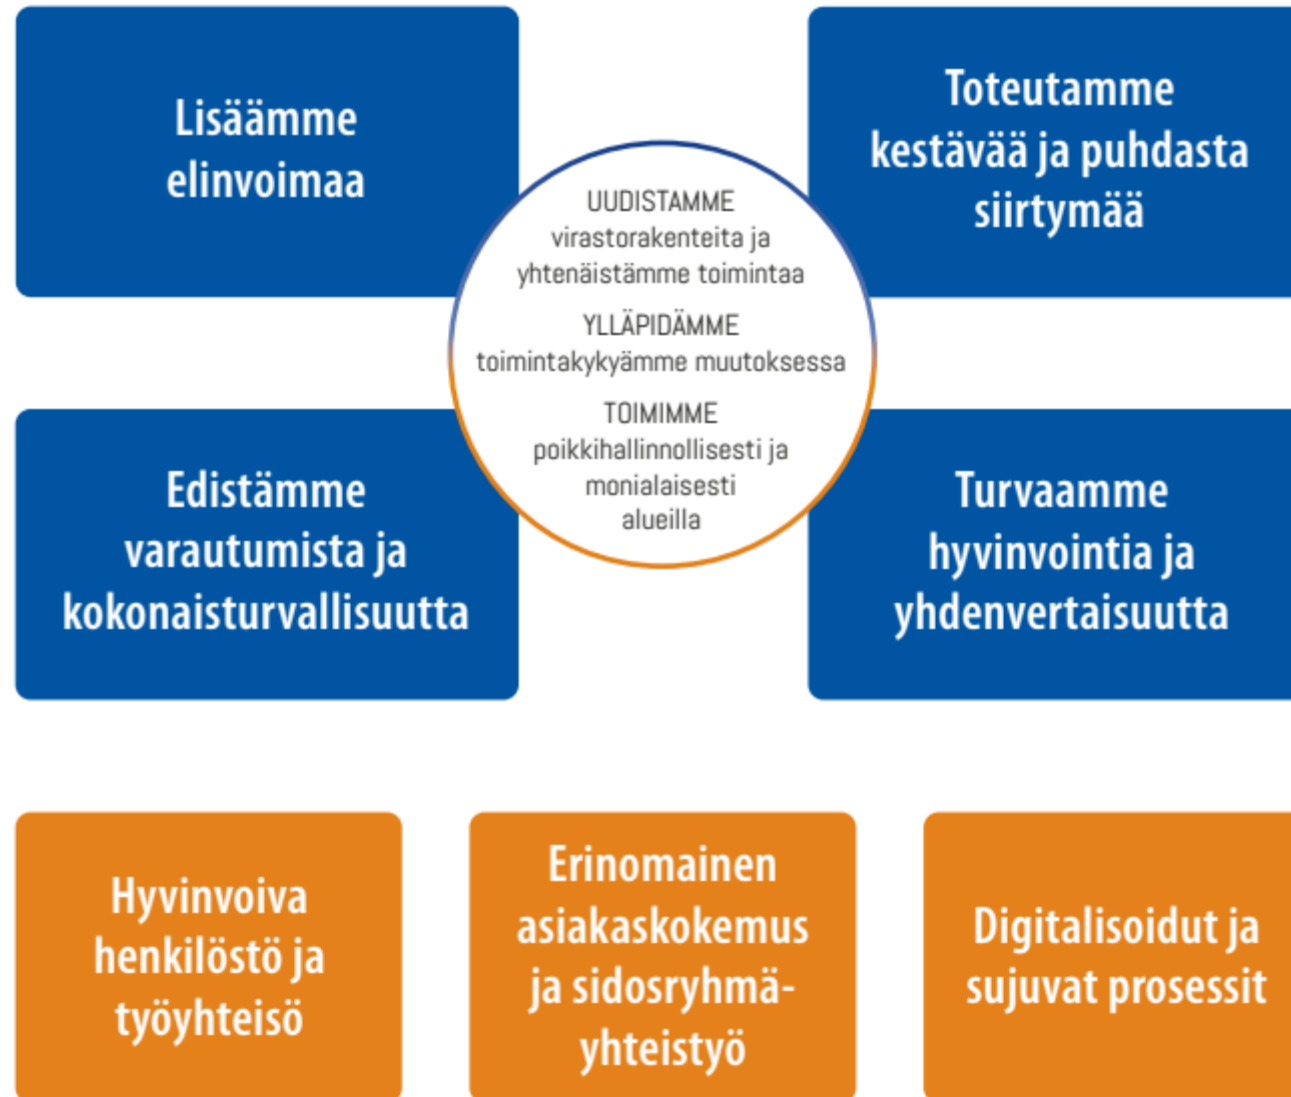 Lisäämme
elinvoimaa
Toteutamme
kestävää ja puhdasta
siirtymää
UUDISTAMME
virastorakenteita ja
yhtenäistämme toimintaa
YLLÄPIDÄMME
toimintakykyämme muutoksessa
TOIMIMME
poikkihallinnollisesti ja
monialaisesti
alueilla
Edistämme
varautumista ja
kokonaisturvallisuutta
Turvaamme
hyvinvointia ja
yhdenvertaisuutta
Hyvinvoiva
henkilöstö ja
työyhteisö
Erinomainen
asiakaskokemus
ja sidosryhmä-
yhteistyö
Digitalisoidut ja
sujuvat prosessit